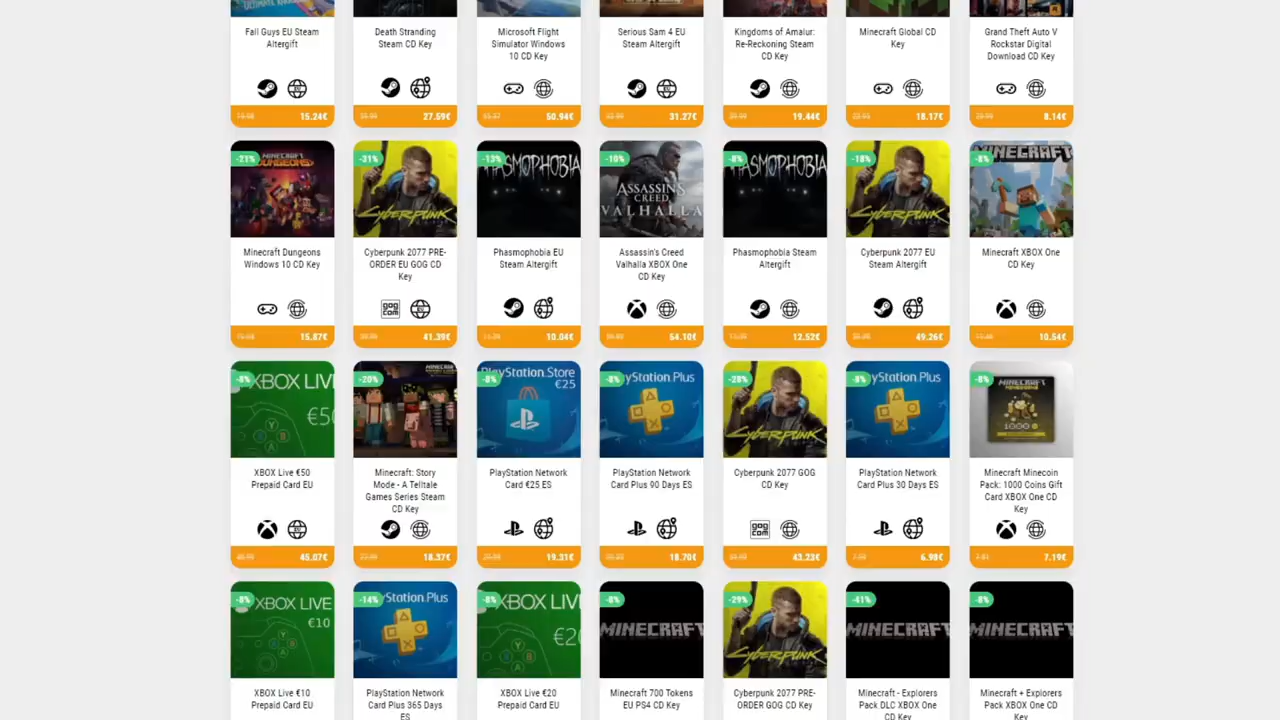 Fall Guys EU Steam
Altergift
15.24€
Death Stranding
Steam CD Key
27.59€
Microsoft Flight
Simulator Windows
10 CD Key
50.94€
Serious Sam 4 EU
Steam Altergift
31.27€
Kingdoms of Amalur:
Re-Reckoning Steam
CD Key
19.44€
Minecraft Global CD
Key
18.17€
Grand Theft Auto V
Rockstar Digital
Download CD Key
8.14€
-21%
MINECRAFT
DUNGEONS
Minecraft Dungeons
Windows 10 CD Key
15.87€
-31%
CYBERPUNK
Cyberpunk 2077 PRE-
ORDER EU GOG CD
Key
GOG
COM
41.39€
-13%
PHASMOPHOBIA
Phasmophobia EU
Steam Altergift
10.04€
-10%
ASSASSIN'S
CREED
VALHALLA
Assassin's Creed
Valhalla XBOX One
CD Key
54.10€
-8%
PHASMOPHOBIA
Phasmophobia Steam
Altergift
12.52€
-18%
CYBERPUNK
Cyberpunk 2077 EU
Steam Altergift
49.26€
-8%
MINECRAFT
Minecraft XBOX One
CD Key
10.54€
-8%
XBOX LIVE
€50
XBOX Live €50
Prepaid Card EU
45.07€
-20%
MINECRAFT
Minecraft: Story
Mode - A Telltale
Games Series Steam
CD Key
18.37€
-8%
PlayStation Store
€25
PlayStation Network
Card €25 ES
19.31€
-8%
PlayStation Plus
PlayStation Network
Card Plus 90 Days ES
18.70€
-28%
CYBERPUNK
Cyberpunk 2077 GOG
CD Key
GOG
COM
43.23€
-8%
PlayStation Plus
PlayStation Network
Card Plus 30 Days ES
6.98€
-8%
MINECRAFT
1000
Minecraft Minecoin
Pack: 1000 Coins Gift
Card XBOX One CD
Key
7.19€
-8%
XBOX LIVE
€10
XBOX Live €10
Prepaid Card EU
-14%
PlayStation Plus
PlayStation Network
Card Plus 365 Days
ES
-8%
XBOX LIVE
€20
XBOX Live €20
Prepaid Card EU
-8%
MINECRAFT
Minecraft 700 Tokens
EU PS4 CD Key
-29%
CYBERPUNK
Cyberpunk 2077 PRE-
ORDER GOG CD Key
-41%
MINECRAFT
Minecraft - Explorers
Pack DLC XBOX One
CD Key
-8%
MINECRAFT
Minecraft + Explorers
Pack XBOX One CD
Key